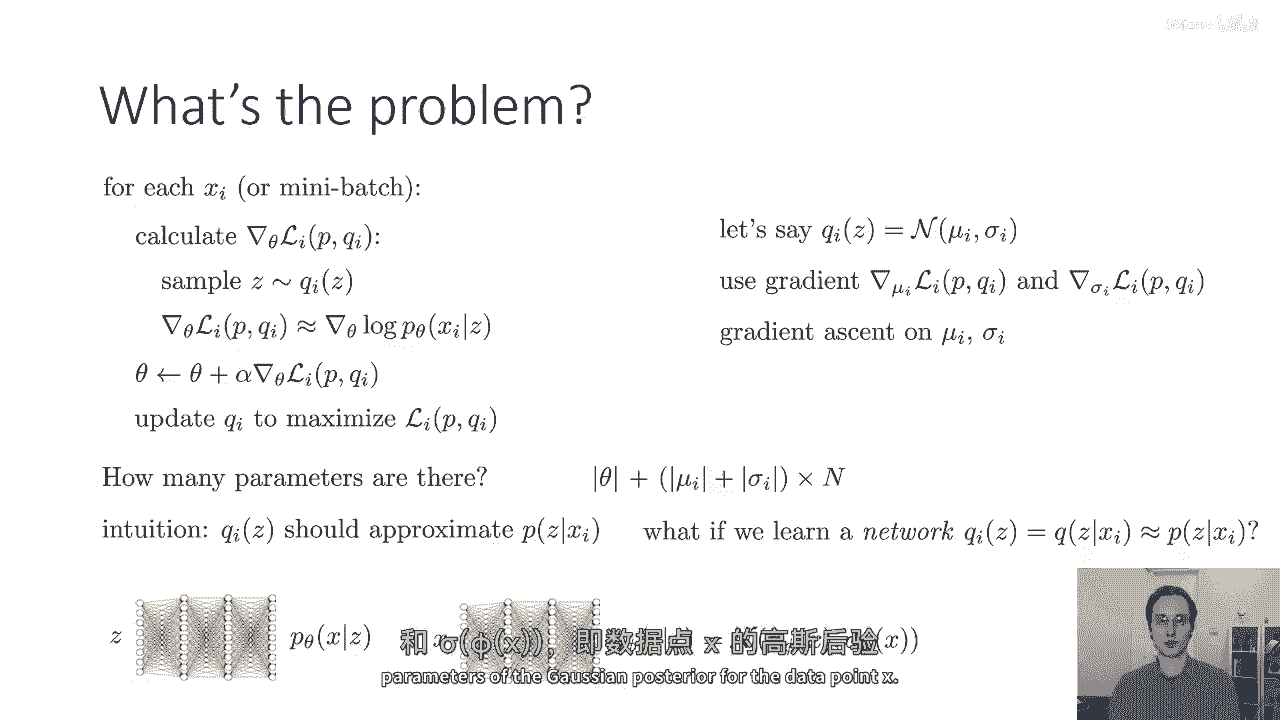 What's the problem?
for each $x_i$ (or mini-batch):
calculate $\nabla_\theta \mathcal{L}_i(p, q_i)$:
sample $z \sim q_i(z)$
$\nabla_\theta \mathcal{L}_i(p, q_i) \approx \nabla_\theta \log p_\theta(x_i|z)$
$\theta \leftarrow \theta + \alpha \nabla_\theta \mathcal{L}_i(p, q_i)$
update $q_i$ to maximize $\mathcal{L}_i(p, q_i)$
let's say $q_i(z) = \mathcal{N}(\mu_i, \sigma_i)$
use gradient $\nabla_{\mu_i} \mathcal{L}_i(p, q_i)$ and $\nabla_{\sigma_i} \mathcal{L}_i(p, q_i)$
gradient ascent on $\mu_i$, $\sigma_i$
How many parameters are there? $|\theta| + (|\mu_i| + |\sigma_i|) \times N$
intuition: $q_i(z)$ should approximate $p(z|x_i)$ what if we learn a network $q_i(z) = q(z|x_i) \approx p(z|x_i)$?
$z$ $p_\theta(x|z)$ $x$ $(x))$
和 σ(φ(x)),即数据点 x 的高斯后验
parameters of the Gaussian posterior for the data point x.